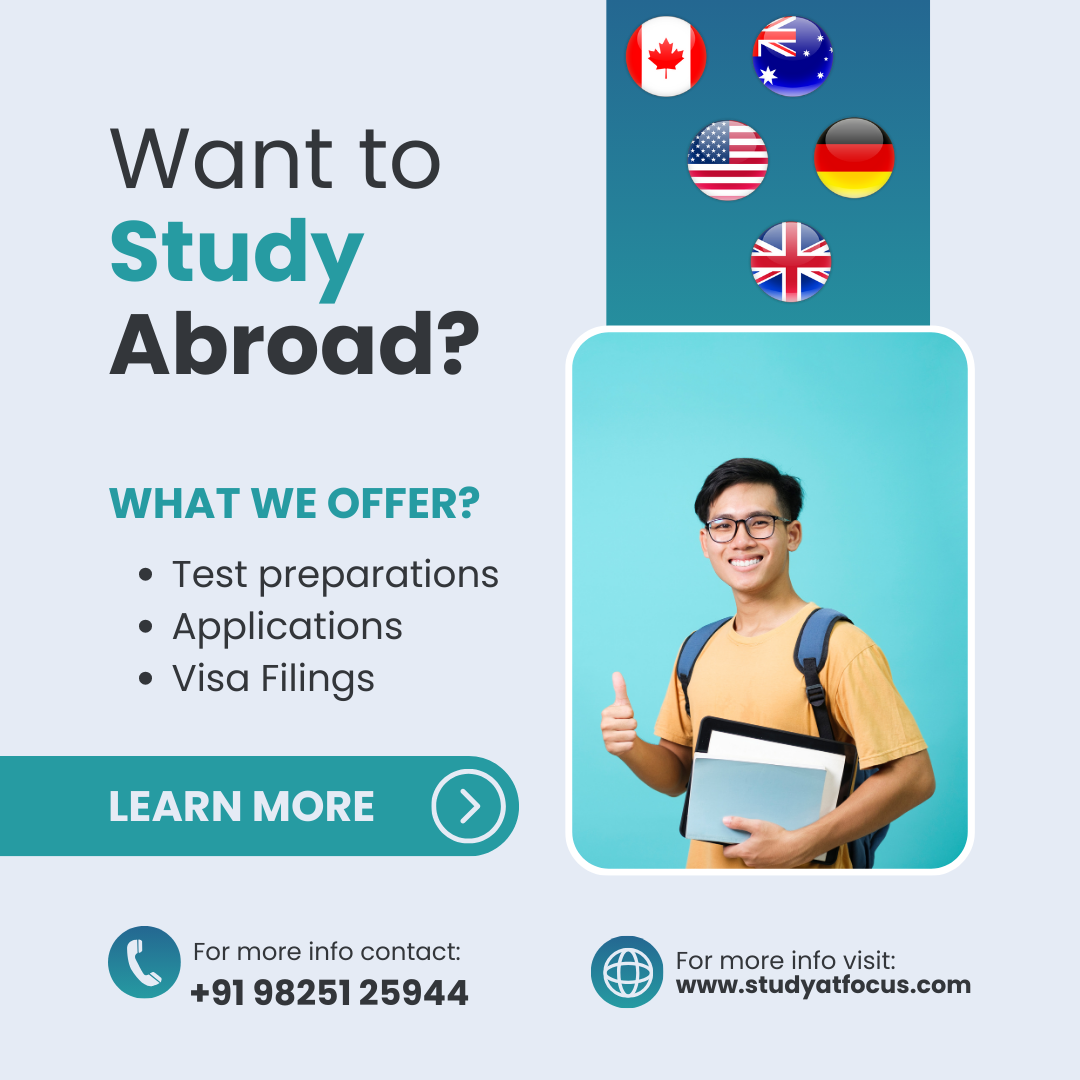 Want to
Study
Abroad?
WHAT WE OFFER?
• Test preparations
• Applications
• Visa Filings
LEARN MORE
For more info contact:
+91 98251 25944
For more info visit:
www.studyatfocus.com